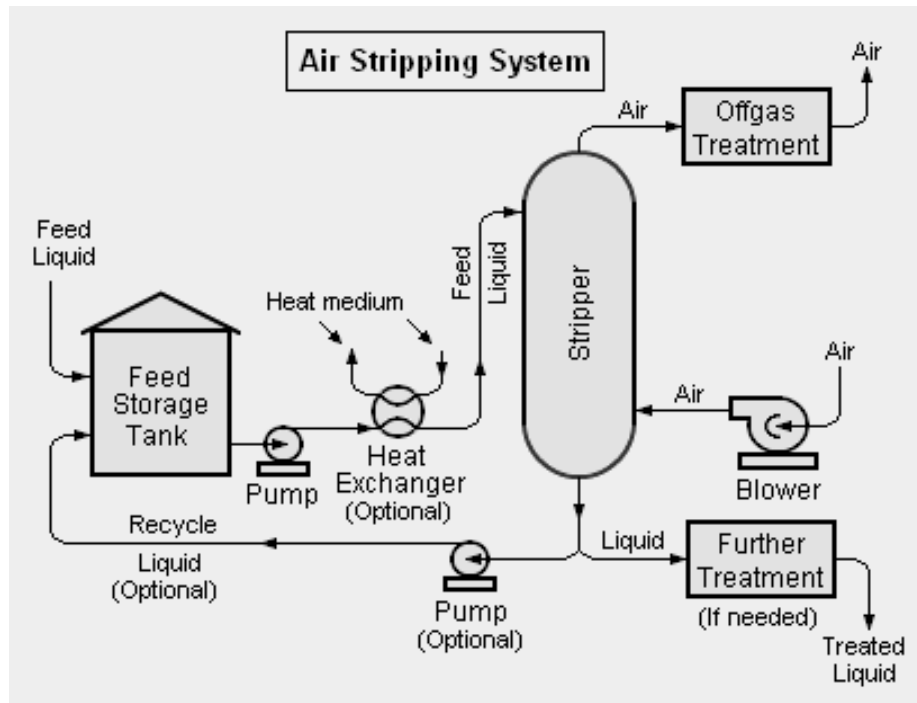 Air Stripping System
Air
Air
Offgas
Treatment
Feed
Liquid
Heat medium
Feed
Liquid
Stripper
Air
Air
Feed
Storage
Tank
Pump
Heat
Exchanger
(Optional)
Blower
Recycle
Liquid
(Optional)
Pump
(Optional)
Liquid
Further
Treatment
(If needed)
Treated
Liquid